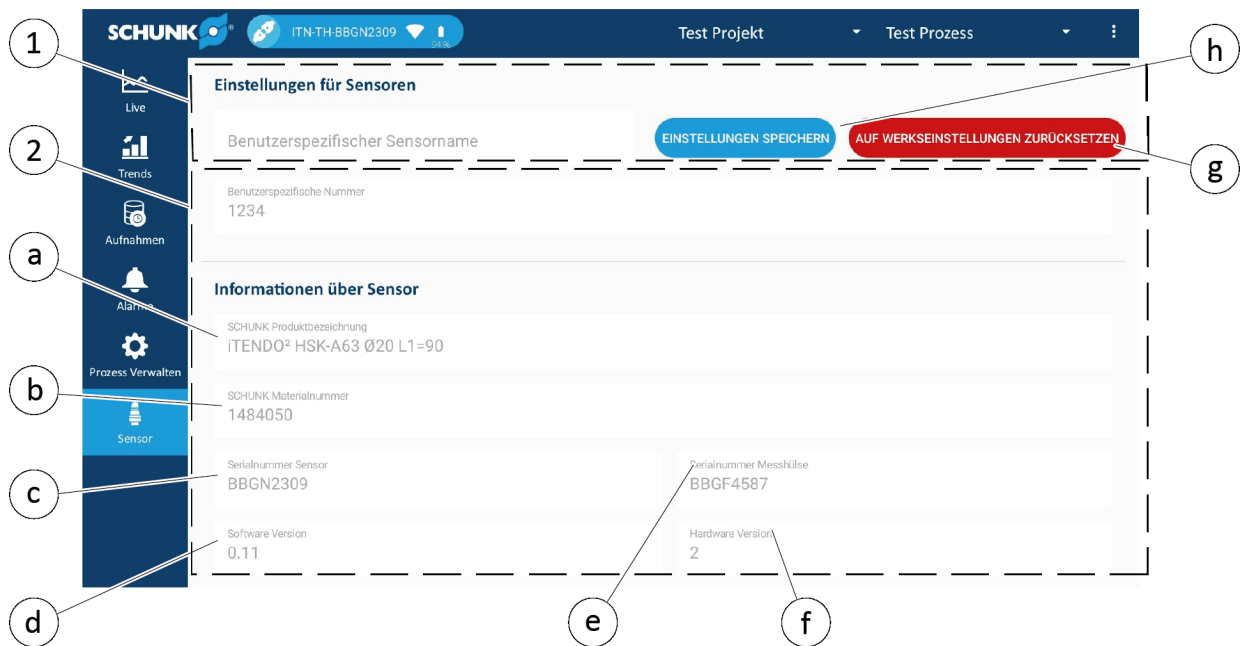 SCHUNK ® ITN-TH-BBGN2309 94% Test Projekt Test Prozess
1
h
Einstellungen für Sensoren
Live
Benutzerspezifischer Sensorname EINSTELLUNGEN SPEICHERN AUF WERKSEINSTELLUNGEN ZURÜCKSETZEN
2
Trends
g
Benutzerspezifische Nummer
1234
Aufnahmen
a
Informationen über Sensor
Alarme
SCHUNK Produktbezeichnung
iTENDO² HSK-A63 Ø20 L1=90
Prozess Verwalten
b
SCHUNK Materialnummer
1484050
Sensor
Serialnummer Sensor Serialnummer Messhülse
BBGN2309 BBGF4587
c
Software Version Hardware Version
0.11 2
d e f